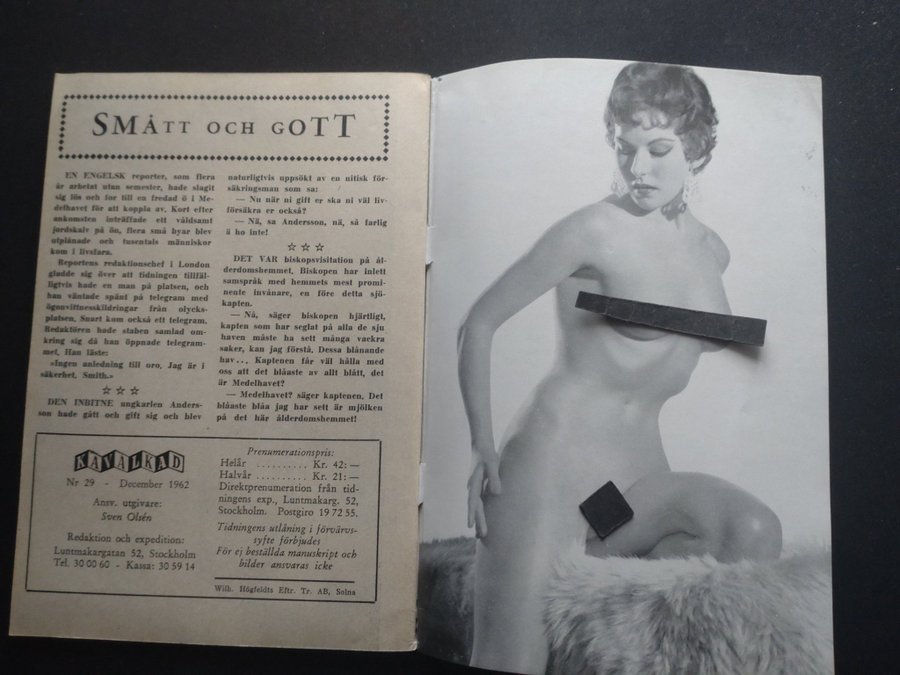 SMÅTT OCH GOTT
EN ENGELSK reporter, som flera
år arbetat utan semester, hade slagit
sig lös och for till en fredad ö i Me-
delhavet för att koppla av. Kort efter
ankomsten inträffade ett våldsamt
jordskalv på ön, flera små byar blev
utplånade och tusentals människor
kom i livsfara.
Reporterns redaktionschef i London
gladde sig över att tidningen tillfäl-
ligtvis hade en man på platsen, och
han väntade spänt på telegram med
ögonvittnesskildringar från olycks-
platsen. Snart kom också ett telegram.
Redaktören hade staben samlad om-
kring sig då han öppnade telegram-
met. Han läste:
»Ingen anledning till oro. Jag är i
säkerhet. Smith.»
DEN INBITNE ungkarlen Anders-
son hade gått och gift sig och blev
naturligtvis uppsökt av en nitisk för-
säkringsman som sa:
— Nu när ni gift er ska ni väl liv-
försäkra er också?
— Nä, sa Andersson, nä, så farlig
ä ho inte!
DET VAR biskopsvisitation på ål-
derdomshemmet. Biskopen har inlett
samspråk med hemmets mest promi-
nente invånare, en före detta sjö-
kapten.
— Nå, säger biskopen hjärtligt,
kapten som har seglat på alla de sju
haven måste ha sett många vackra
saker, kan jag förstå. Dessa blånande
hav... Kaptenen får väl hålla med
oss att det blåaste av allt blått, det
är Medelhavet?
— Medelhavet? säger kaptenen. Det
blåaste blåa jag har sett är mjölken
på det här ålderdomshemmet!
KAVALKAD
Nr 29 - December 1962
Ansv. utgivare:
Sven Olsén
Redaktion och expedition:
Luntmakargatan 52, Stockholm
Tel. 30 00 60 - Kassa: 30 59 14
Prenumerationspris:
Helår .......... Kr. 42: —
Halvår .......... Kr. 21: —
Direktprenumeration från tid-
ningens exp., Luntmakarg. 52,
Stockholm. Postgiro 19 72 55.
Tidningens utlåning i förvärvs-
syfte förbjudes
För ej beställda manuskript och
bilder ansvaras icke
Wilh. Högfeldts Eftr. Tr. AB, Solna